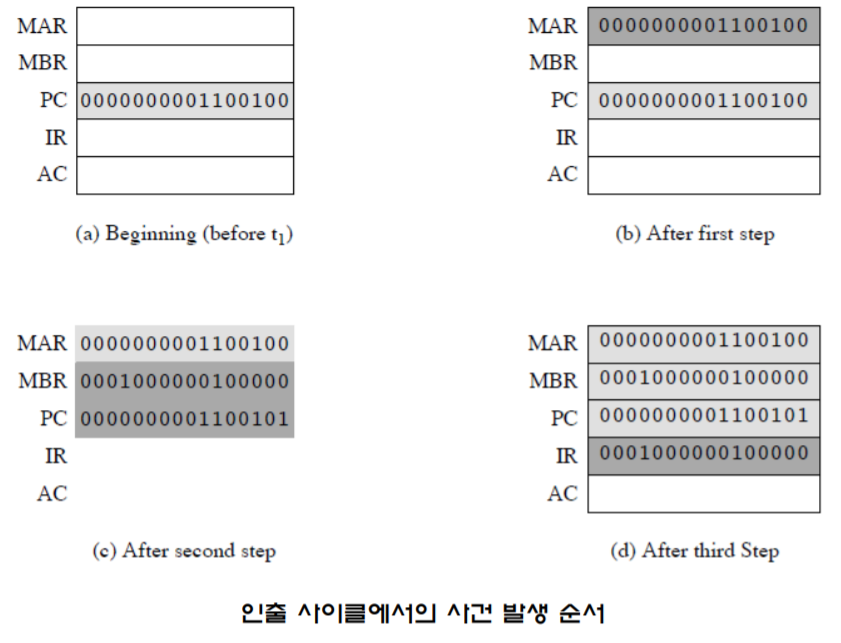 MAR
MBR
PC 0000000001100100
IR
AC
(a) Beginning (before t₁)
MAR 0000000001100100
MBR
PC 0000000001100100
IR
AC
(b) After first step
MAR 0000000001100100
MBR 0001000000100000
PC 0000000001100101
IR
AC
(c) After second step
MAR 0000000001100100
MBR 0001000000100000
PC 0000000001100101
IR 0001000000100000
AC
(d) After third Step
인출 사이클에서의 사건 발생 순서